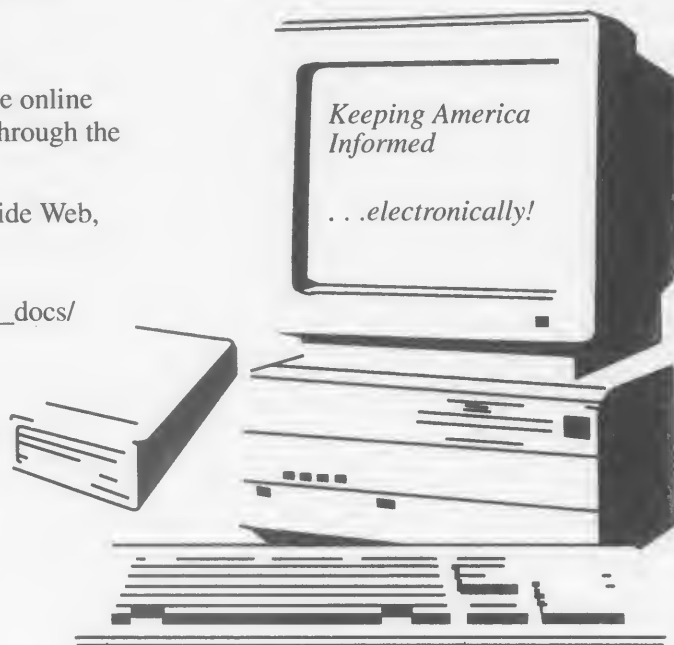 e online
hrough the
ide Web,
_docs/
Keeping America
Informed
. . .electronically!